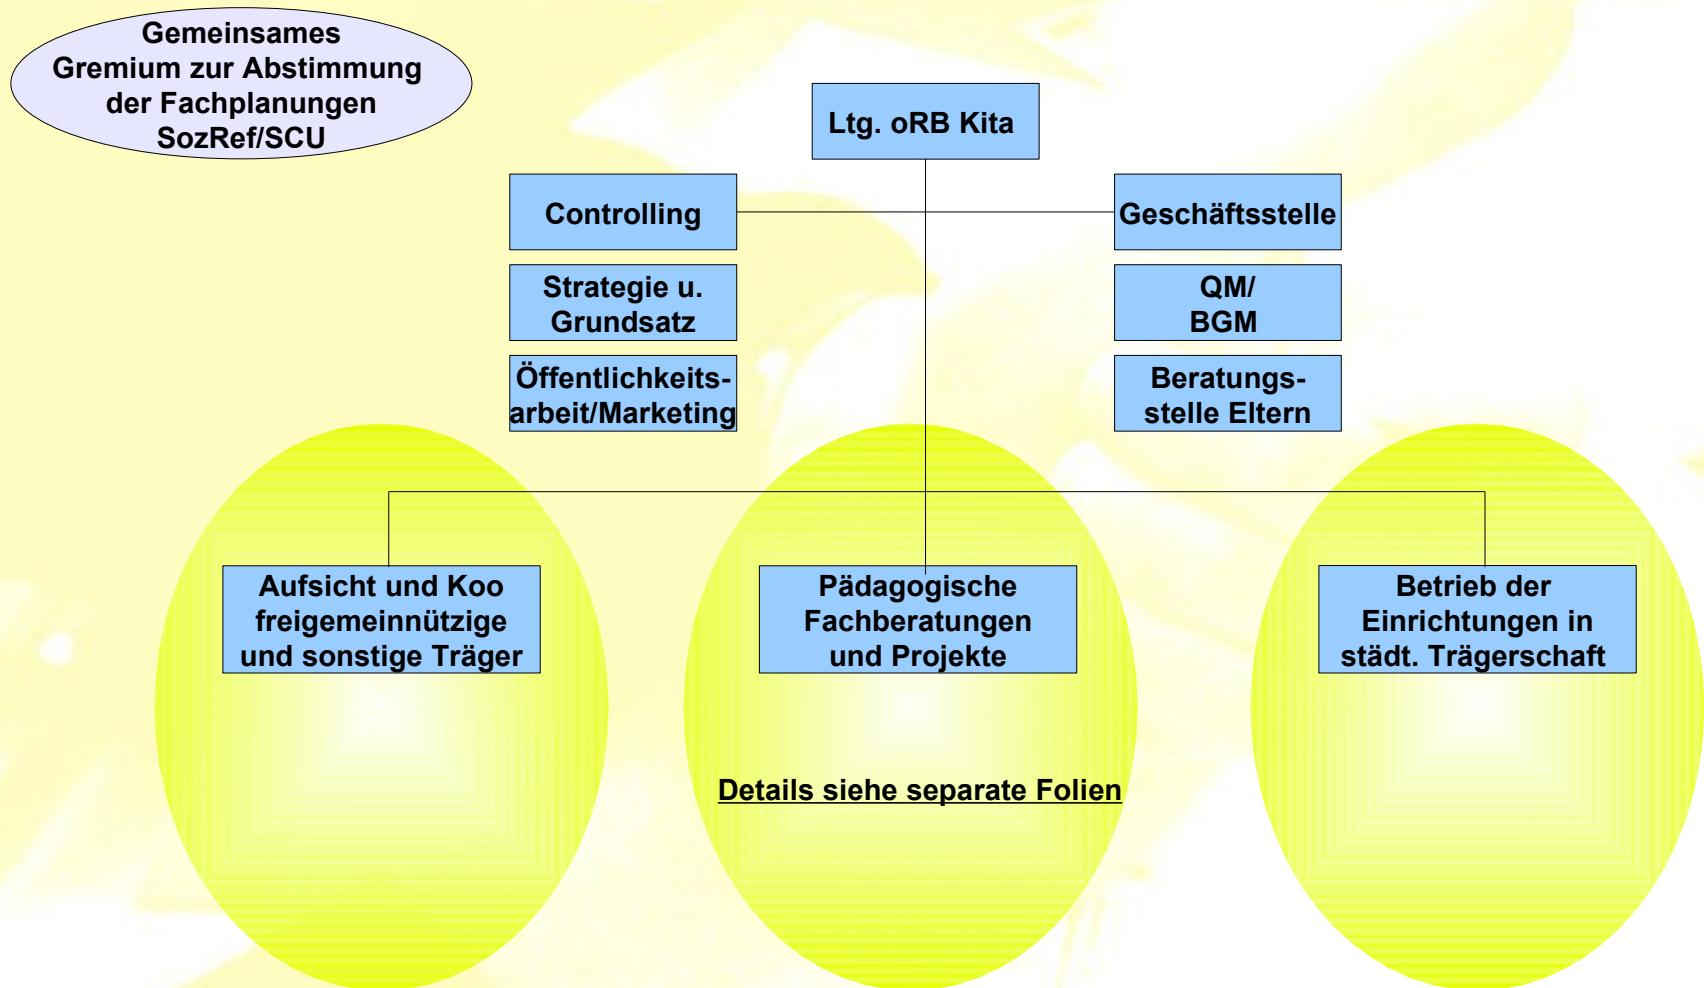 Gemeinsames
Gremium zur Abstimmung
der Fachplanungen
SozRef/SCU
Ltg. oRB Kita
Controlling
Geschäftsstelle
Strategie u.
Grundsatz
QM/
BGM
Öffentlichkeits-
arbeit/Marketing
Beratungs-
stelle Eltern
Aufsicht und Koo
freigemeinnützige
und sonstige Träger
Pädagogische
Fachberatungen
und Projekte
Betrieb der
Einrichtungen in
städt. Trägerschaft
Details siehe separate Folien